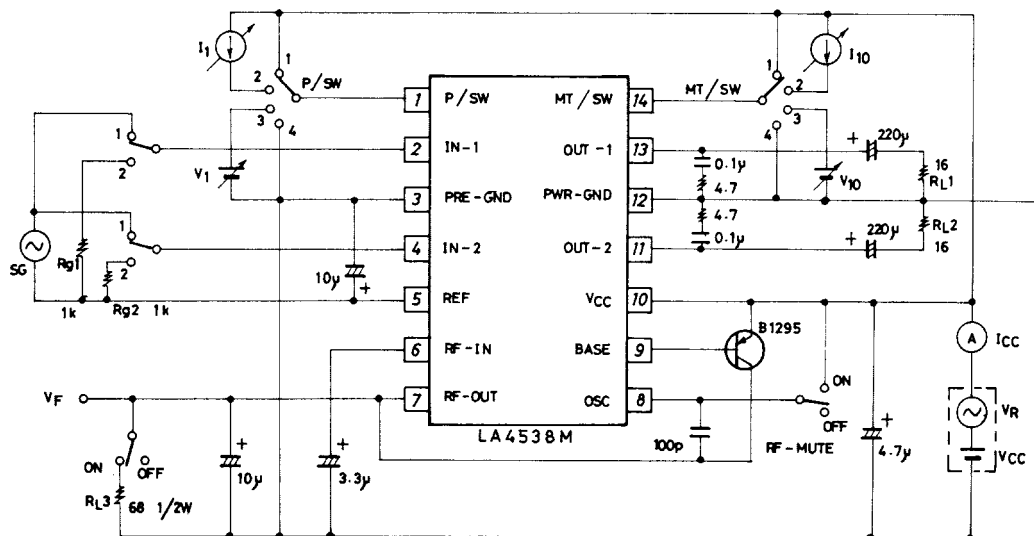 I1
I10
1
2
3
4
P/SW
MT/SW
1
2
3
4
V1
V10
1
2
1
2
SG
Rg1
1k
Rg2
1k
10μ
+
1 P/SW
2 IN-1
3 PRE-GND
4 IN-2
5 REF
6 RF-IN
7 RF-OUT
MT/SW 14
OUT-1 13
PWR-GND 12
OUT-2 11
VCC 10
BASE 9
OSC 8
LA4538M
0.1μ
4.7
4.7
0.1μ
+
220μ
16
RL1
RL2
16
+
220μ
B1295
ON
OFF
RF-MUTE
100p
+
4.7μ
A
ICC
VR
VCC
VF
ON
OFF
RL3
68 1/2W
+
10μ
+
3.3μ